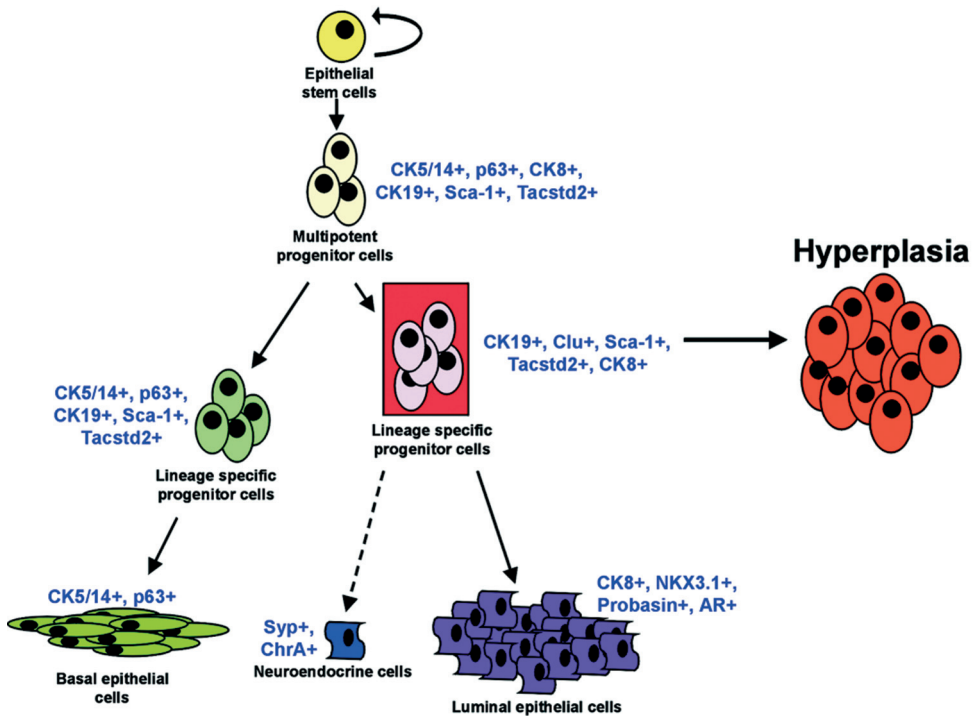 Epithelial
stem cells
CK5/14+, p63+, CK8+,
CK19+, Sca-1+, Tacstd2+
Multipotent
progenitor cells
Hyperplasia
CK19+, Clu+, Sca-1+,
Tacstd2+, CK8+
CK5/14+, p63+,
CK19+, Sca-1+,
Tacstd2+
Lineage specific
progenitor cells
Lineage specific
progenitor cells
CK5/14+, p63+
Basal epithelial
cells
Syp+,
ChrA+
Neuroendocrine cells
CK8+, NKX3.1+,
Probasin+, AR+
Luminal epithelial cells